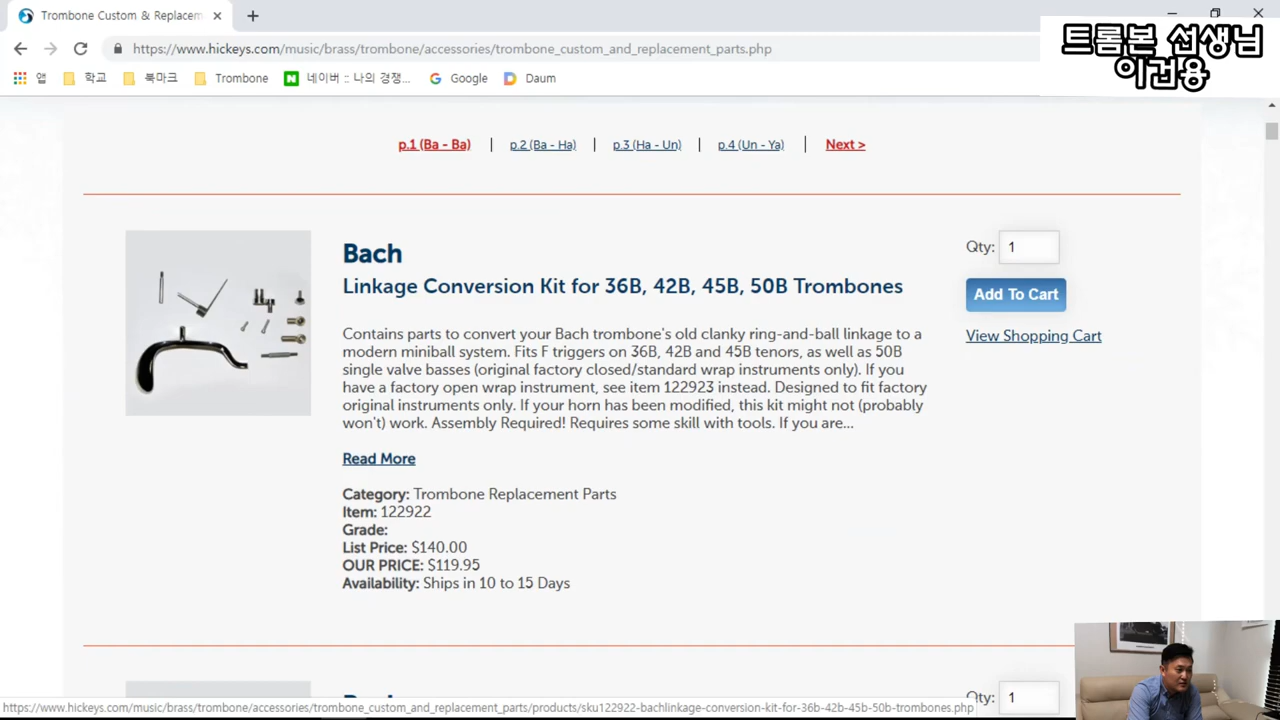 Trombone Custom & Replacem
https://www.hickeys.com/music/brass/trombone/accessories/trombone_custom_and_replacement_parts.php
트롬본 선생님
이건용
앱 학교 북마크 Trombone 네이버 :: 나의 경쟁... Google Daum
p.1 (Ba - Ba) | p.2 (Ba - Ha) | p.3 (Ha - Un) | p.4 (Un - Ya) | Next >
Bach
Linkage Conversion Kit for 36B, 42B, 45B, 50B Trombones
Contains parts to convert your Bach trombone's old clanky ring-and-ball linkage to a
modern miniball system. Fits F triggers on 36B, 42B and 45B tenors, as well as 50B
single valve basses (original factory closed/standard wrap instruments only). If you
have a factory open wrap instrument, see item 122923 instead. Designed to fit factory
original instruments only. If your horn has been modified, this kit might not (probably
won't) work. Assembly Required! Requires some skill with tools. If you are...
Read More
Category: Trombone Replacement Parts
Item: 122922
Grade:
List Price: $140.00
OUR PRICE: $119.95
Availability: Ships in 10 to 15 Days
Qty: 1
Add To Cart
View Shopping Cart
Bach
Qty: 1
https://www.hickeys.com/music/brass/trombone/accessories/trombone_custom_and_replacement_parts/products/sku122922-bachlinkage-conversion-kit-for-36b-42b-45b-50b-trombones.php